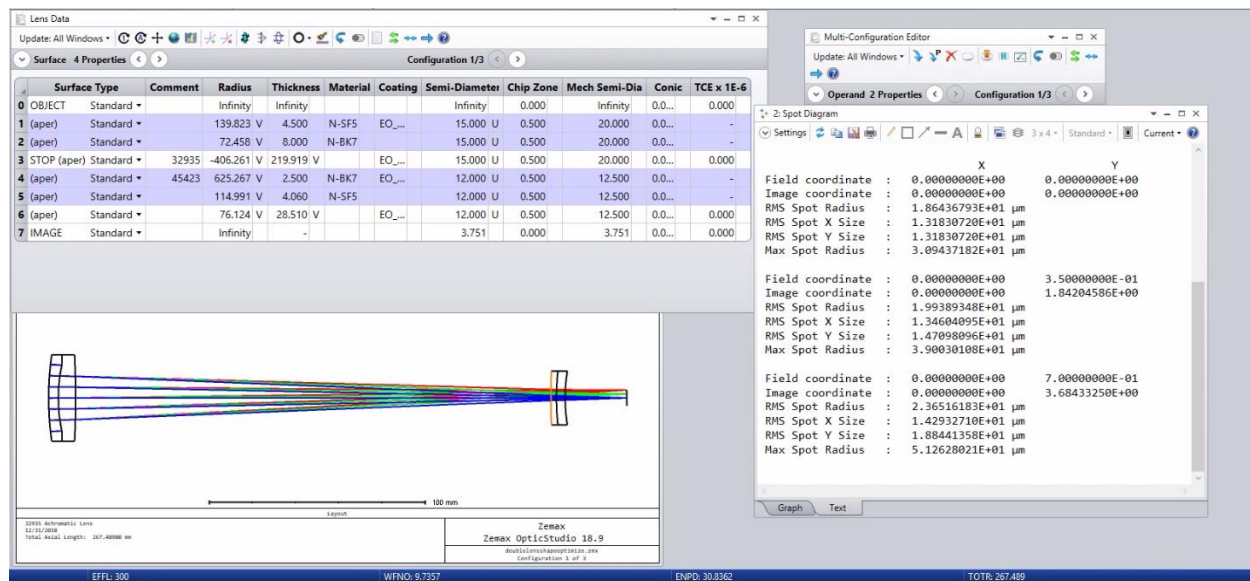 Lens Data
Update: All Windows
Surface 4 Properties Configuration 1/3
Surface Type Comment Radius Thickness Material Coating Semi-Diameter Chip Zone Mech Semi-Dia Conic TCE x 1E-6
0 OBJECT Standard Infinity Infinity Infinity 0.000 Infinity 0.0... 0.000
1 (aper) Standard 139.823 V 4.500 N-SF5 EO_... 15.000 U 0.500 20.000 0.0... -
2 (aper) Standard 72.458 V 8.000 N-BK7 15.000 U 0.500 20.000 0.0... -
3 STOP (aper) Standard 32935 -406.261 V 219.919 V EO_... 15.000 U 0.500 20.000 0.0... 0.000
4 (aper) Standard 45423 625.267 V 2.500 N-BK7 EO_... 12.000 U 0.500 12.500 0.0... -
5 (aper) Standard 114.991 V 4.060 N-SF5 12.000 U 0.500 12.500 0.0... -
6 (aper) Standard 76.124 V 28.510 V EO_... 12.000 U 0.500 12.500 0.0... 0.000
7 IMAGE Standard Infinity - 3.751 0.000 3.751 0.0... 0.000
Multi-Configuration Editor
Update: All Windows
Operand 2 Properties Configuration 1/3
2: Spot Diagram
Settings 3 x 4 Standard Current
X Y
Field coordinate : 0.00000000E+00 0.00000000E+00
Image coordinate : 0.00000000E+00 0.00000000E+00
RMS Spot Radius : 1.86436793E+01 µm
RMS Spot X Size : 1.31830720E+01 µm
RMS Spot Y Size : 1.31830720E+01 µm
Max Spot Radius : 3.09437182E+01 µm
Field coordinate : 0.00000000E+00 3.50000000E-01
Image coordinate : 0.00000000E+00 1.84204586E+00
RMS Spot Radius : 1.99389348E+01 µm
RMS Spot X Size : 1.34604095E+01 µm
RMS Spot Y Size : 1.47098096E+01 µm
Max Spot Radius : 3.90030108E+01 µm
Field coordinate : 0.00000000E+00 7.00000000E-01
Image coordinate : 0.00000000E+00 3.68433250E+00
RMS Spot Radius : 2.36516183E+01 µm
RMS Spot X Size : 1.42932710E+01 µm
RMS Spot Y Size : 1.88441358E+01 µm
Max Spot Radius : 5.12628021E+01 µm
Graph Text
100 mm
Layout
32935 Achromatic Lens
12/31/2018
Total Axial Length: 267.48900 mm
Zemax
Zemax OpticStudio 18.9
doublelensshapeoptimize.zmx
Configuration 1 of 3
EFFL: 300 WFNO: 9.7357 ENPD: 30.8362 TOTR: 267.489